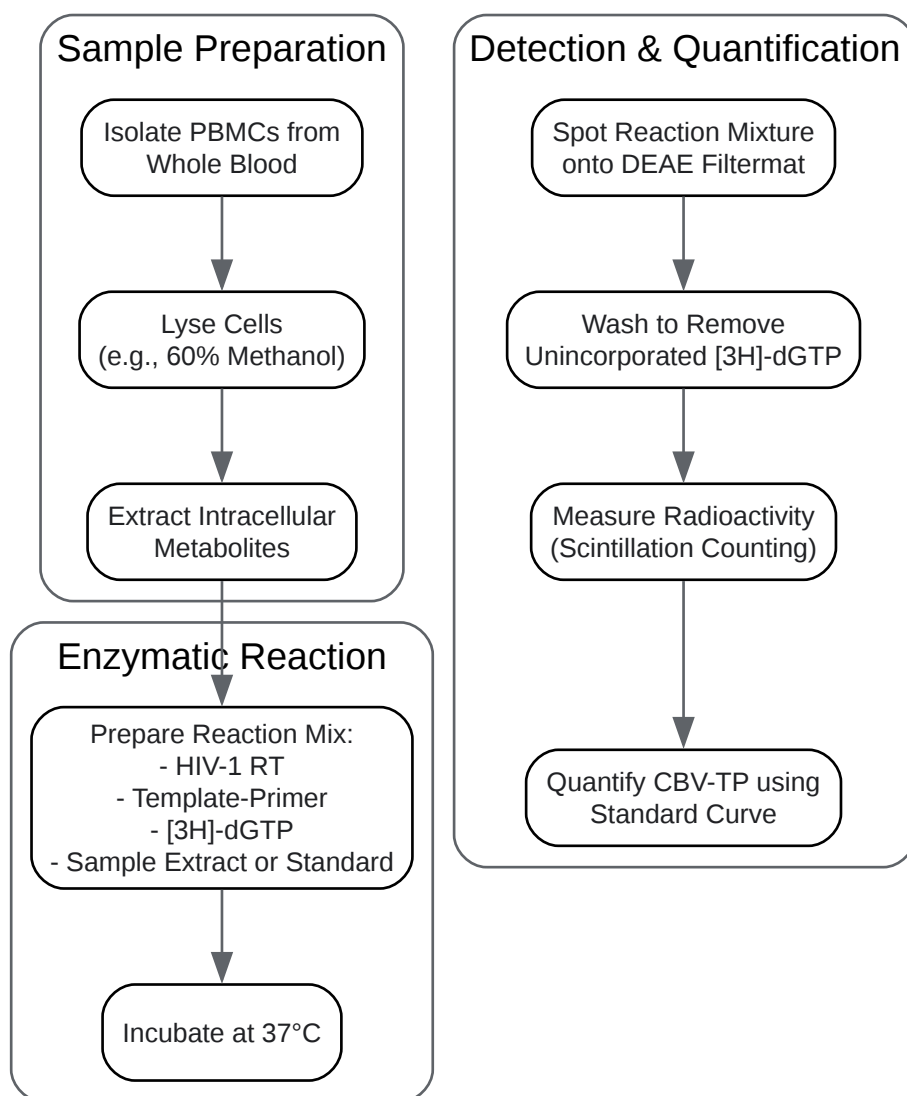 Sample Preparation
Isolate PBMCs from
Whole Blood
Lyse Cells
(e.g., 60% Methanol)
Extract Intracellular
Metabolites
Enzymatic Reaction
Prepare Reaction Mix:
- HIV-1 RT
- Template-Primer
- [3H]-dGTP
- Sample Extract or Standard
Incubate at 37°C
Detection & Quantification
Spot Reaction Mixture
onto DEAE Filtermat
Wash to Remove
Unincorporated [3H]-dGTP
Measure Radioactivity
(Scintillation Counting)
Quantify CBV-TP using
Standard Curve